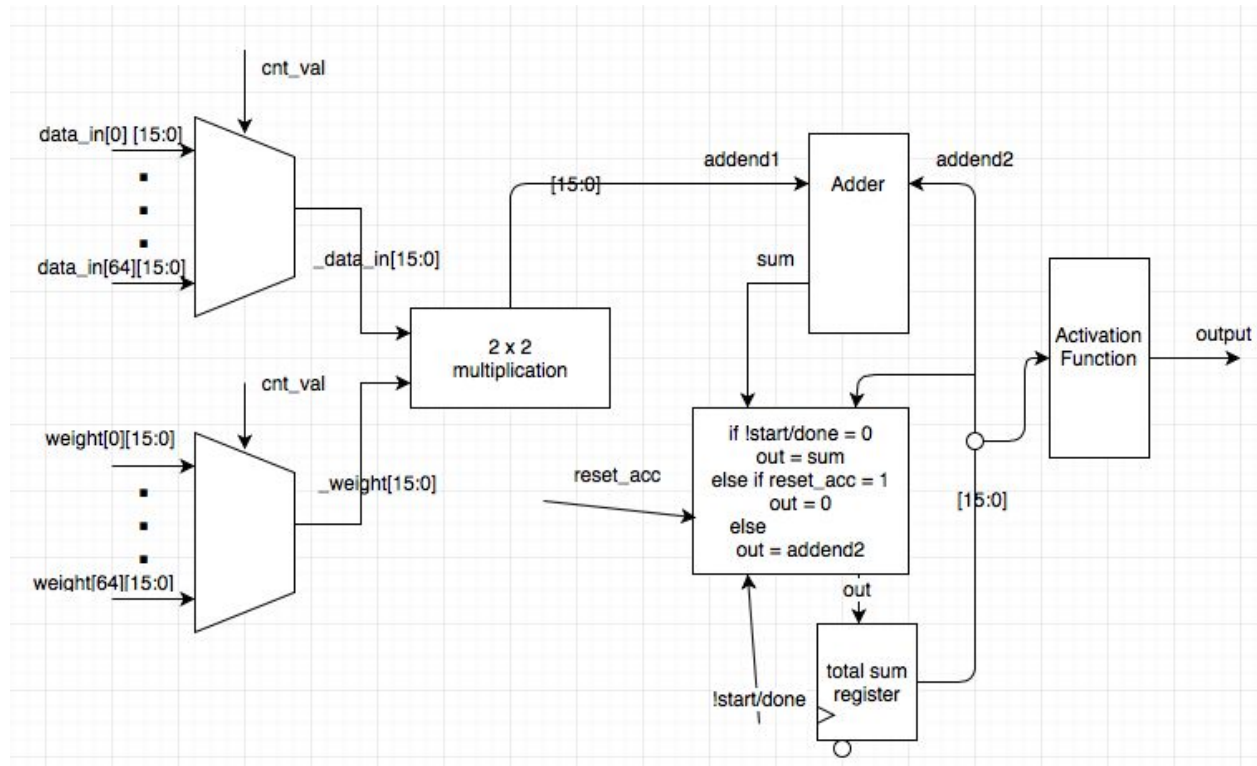 cnt_val
data_in[0] [15:0]
data_in[64][15:0]
_data_in[15:0]
cnt_val
weight[0][15:0]
weight[64][15:0]
_weight[15:0]
2 x 2
multiplication
[15:0]
addend1
Adder
addend2
sum
Activation
Function
output
if !start/done = 0
out = sum
else if reset_acc = 1
out = 0
else
out = addend2
reset_acc
[15:0]
out
!start/done
total sum
register